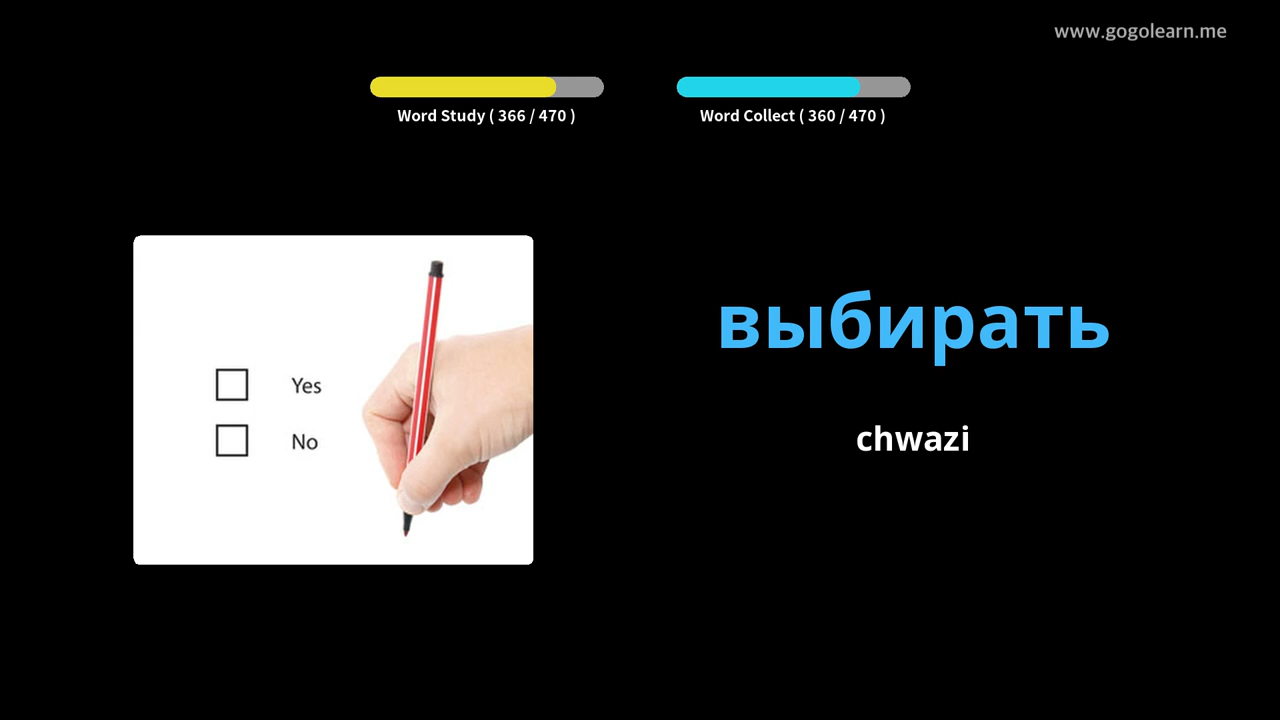 www.gogolearn.me
Word Study ( 366 / 470 )
Word Collect ( 360 / 470 )
Yes
No
выбирать
chwazi